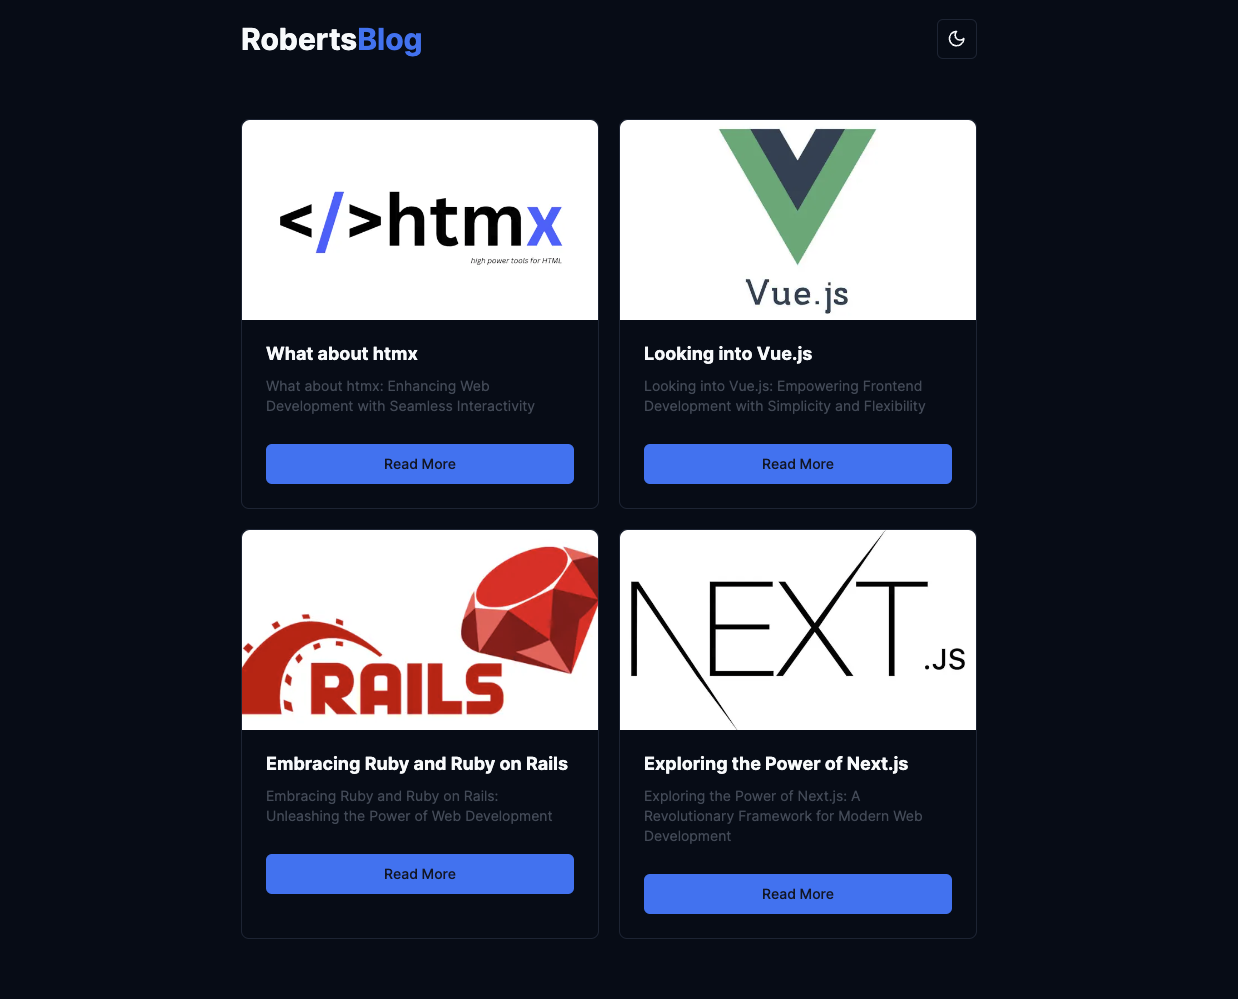 RobertsBlog
</>htmx
high power tools for HTML
What about htmx
What about htmx: Enhancing Web
Development with Seamless Interactivity
Read More
Vue.js
Looking into Vue.js
Looking into Vue.js: Empowering Frontend
Development with Simplicity and Flexibility
Read More
RAILS
Embracing Ruby and Ruby on Rails
Embracing Ruby and Ruby on Rails:
Unleashing the Power of Web Development
Read More
NEXT.JS
Exploring the Power of Next.js
Exploring the Power of Next.js: A
Revolutionary Framework for Modern Web
Development
Read More